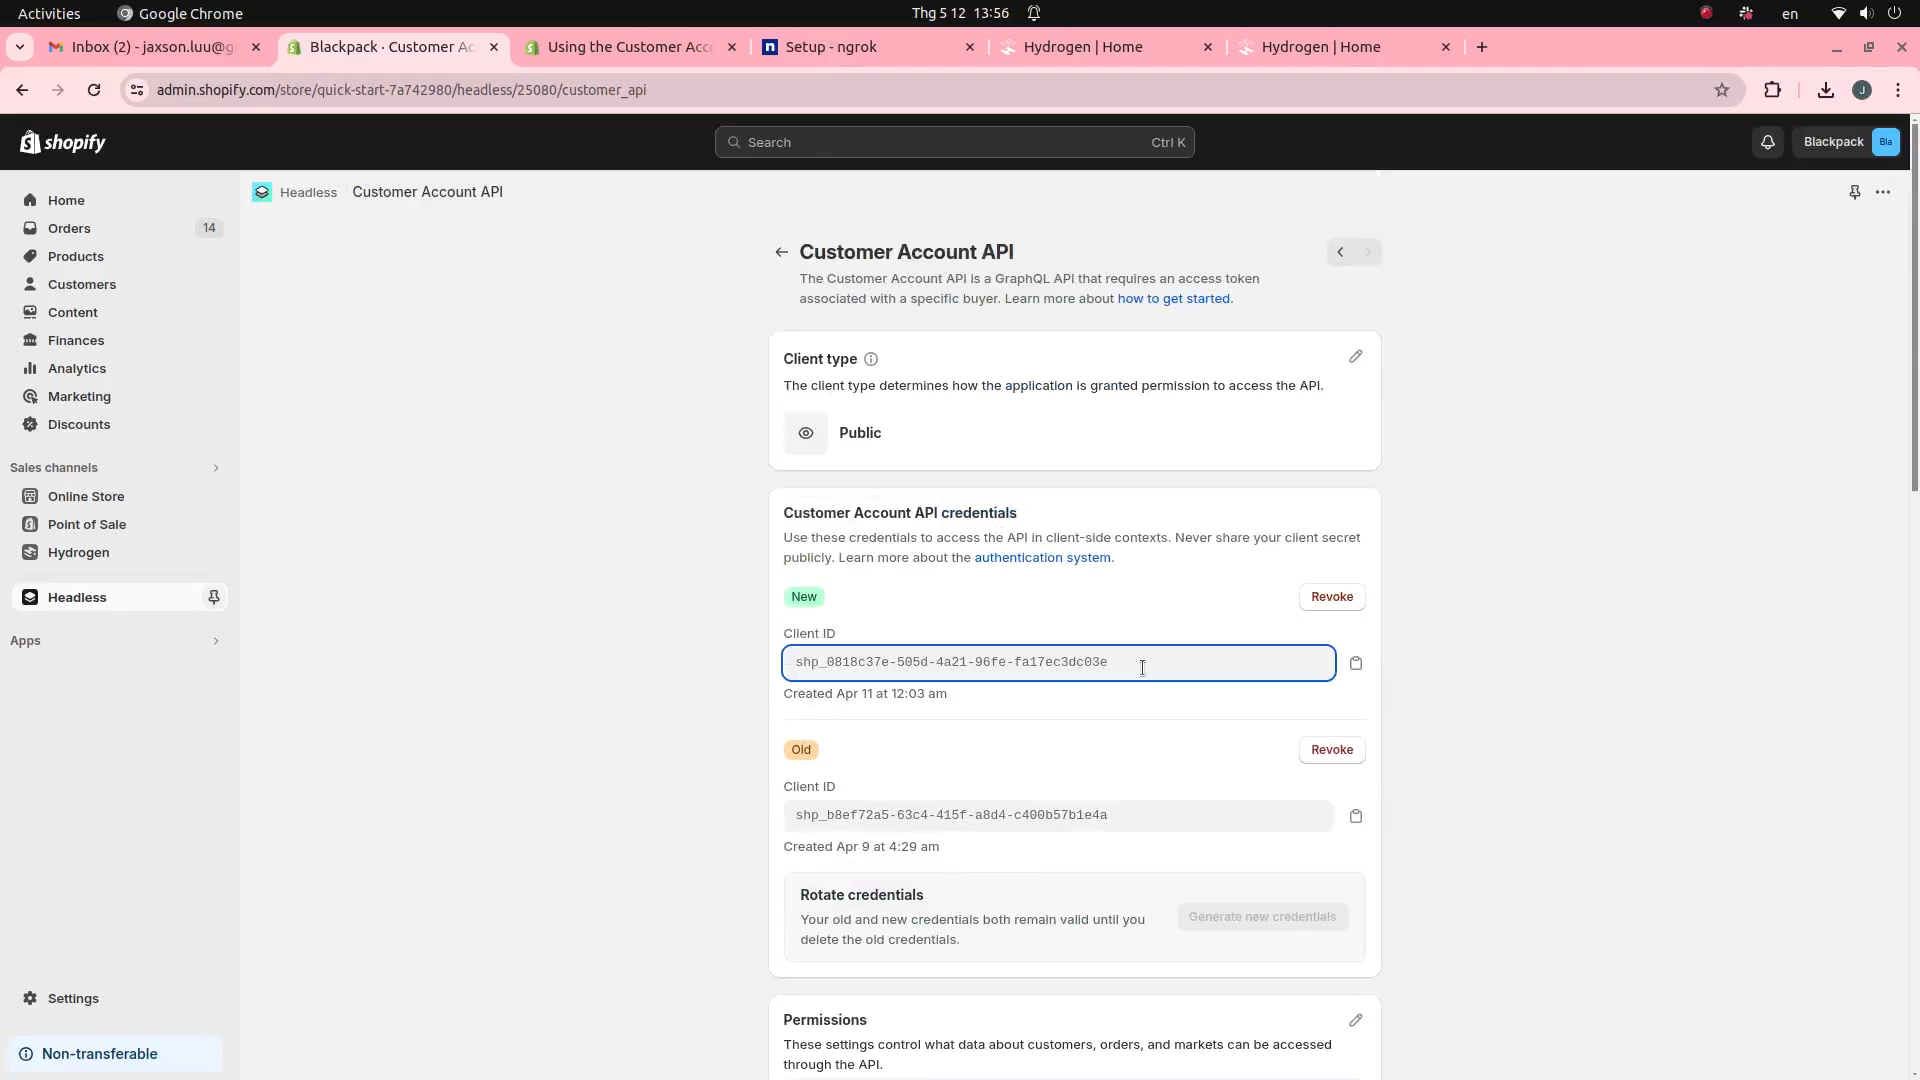 Activities
Google Chrome
Thg 5 12 13:56
en
Inbox (2) - jaxson.luu@g
Blackpack · Customer Ac
Using the Customer Acc
Setup - ngrok
Hydrogen | Home
Hydrogen | Home
admin.shopify.com/store/quick-start-7a742980/headless/25080/customer_api
J
shopify
Search
Ctrl K
Blackpack
Bla
Home
Orders
14
Products
Customers
Content
Finances
Analytics
Marketing
Discounts
Sales channels
Online Store
Point of Sale
Hydrogen
Headless
Apps
Settings
Non-transferable
Headless
Customer Account API
Customer Account API
The Customer Account API is a GraphQL API that requires an access token
associated with a specific buyer. Learn more about how to get started.
Client type
The client type determines how the application is granted permission to access the API.
Public
Customer Account API credentials
Use these credentials to access the API in client-side contexts. Never share your client secret
publicly. Learn more about the authentication system.
New
Revoke
Client ID
shp_0818c37e-505d-4a21-96fe-fa17ec3dc03e
Created Apr 11 at 12:03 am
Old
Revoke
Client ID
shp_b8ef72a5-63c4-415f-a8d4-c400b57b1e4a
Created Apr 9 at 4:29 am
Rotate credentials
Your old and new credentials both remain valid until you
delete the old credentials.
Generate new credentials
Permissions
These settings control what data about customers, orders, and markets can be accessed
through the API.